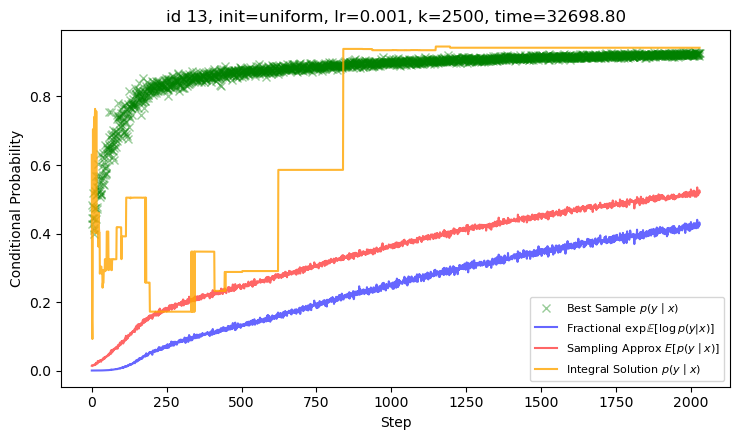 id 13, init=uniform, lr=0.001, k=2500, time=32698.80
Conditional Probability
0.8
0.6
0.4
0.2
0.0
Best Sample p(y | x)
Fractional exp𝔼[log p(y|x)]
Sampling Approx E[p(y | x)]
Integral Solution p(y | x)
0 250 500 750 1000 1250 1500 1750 2000
Step